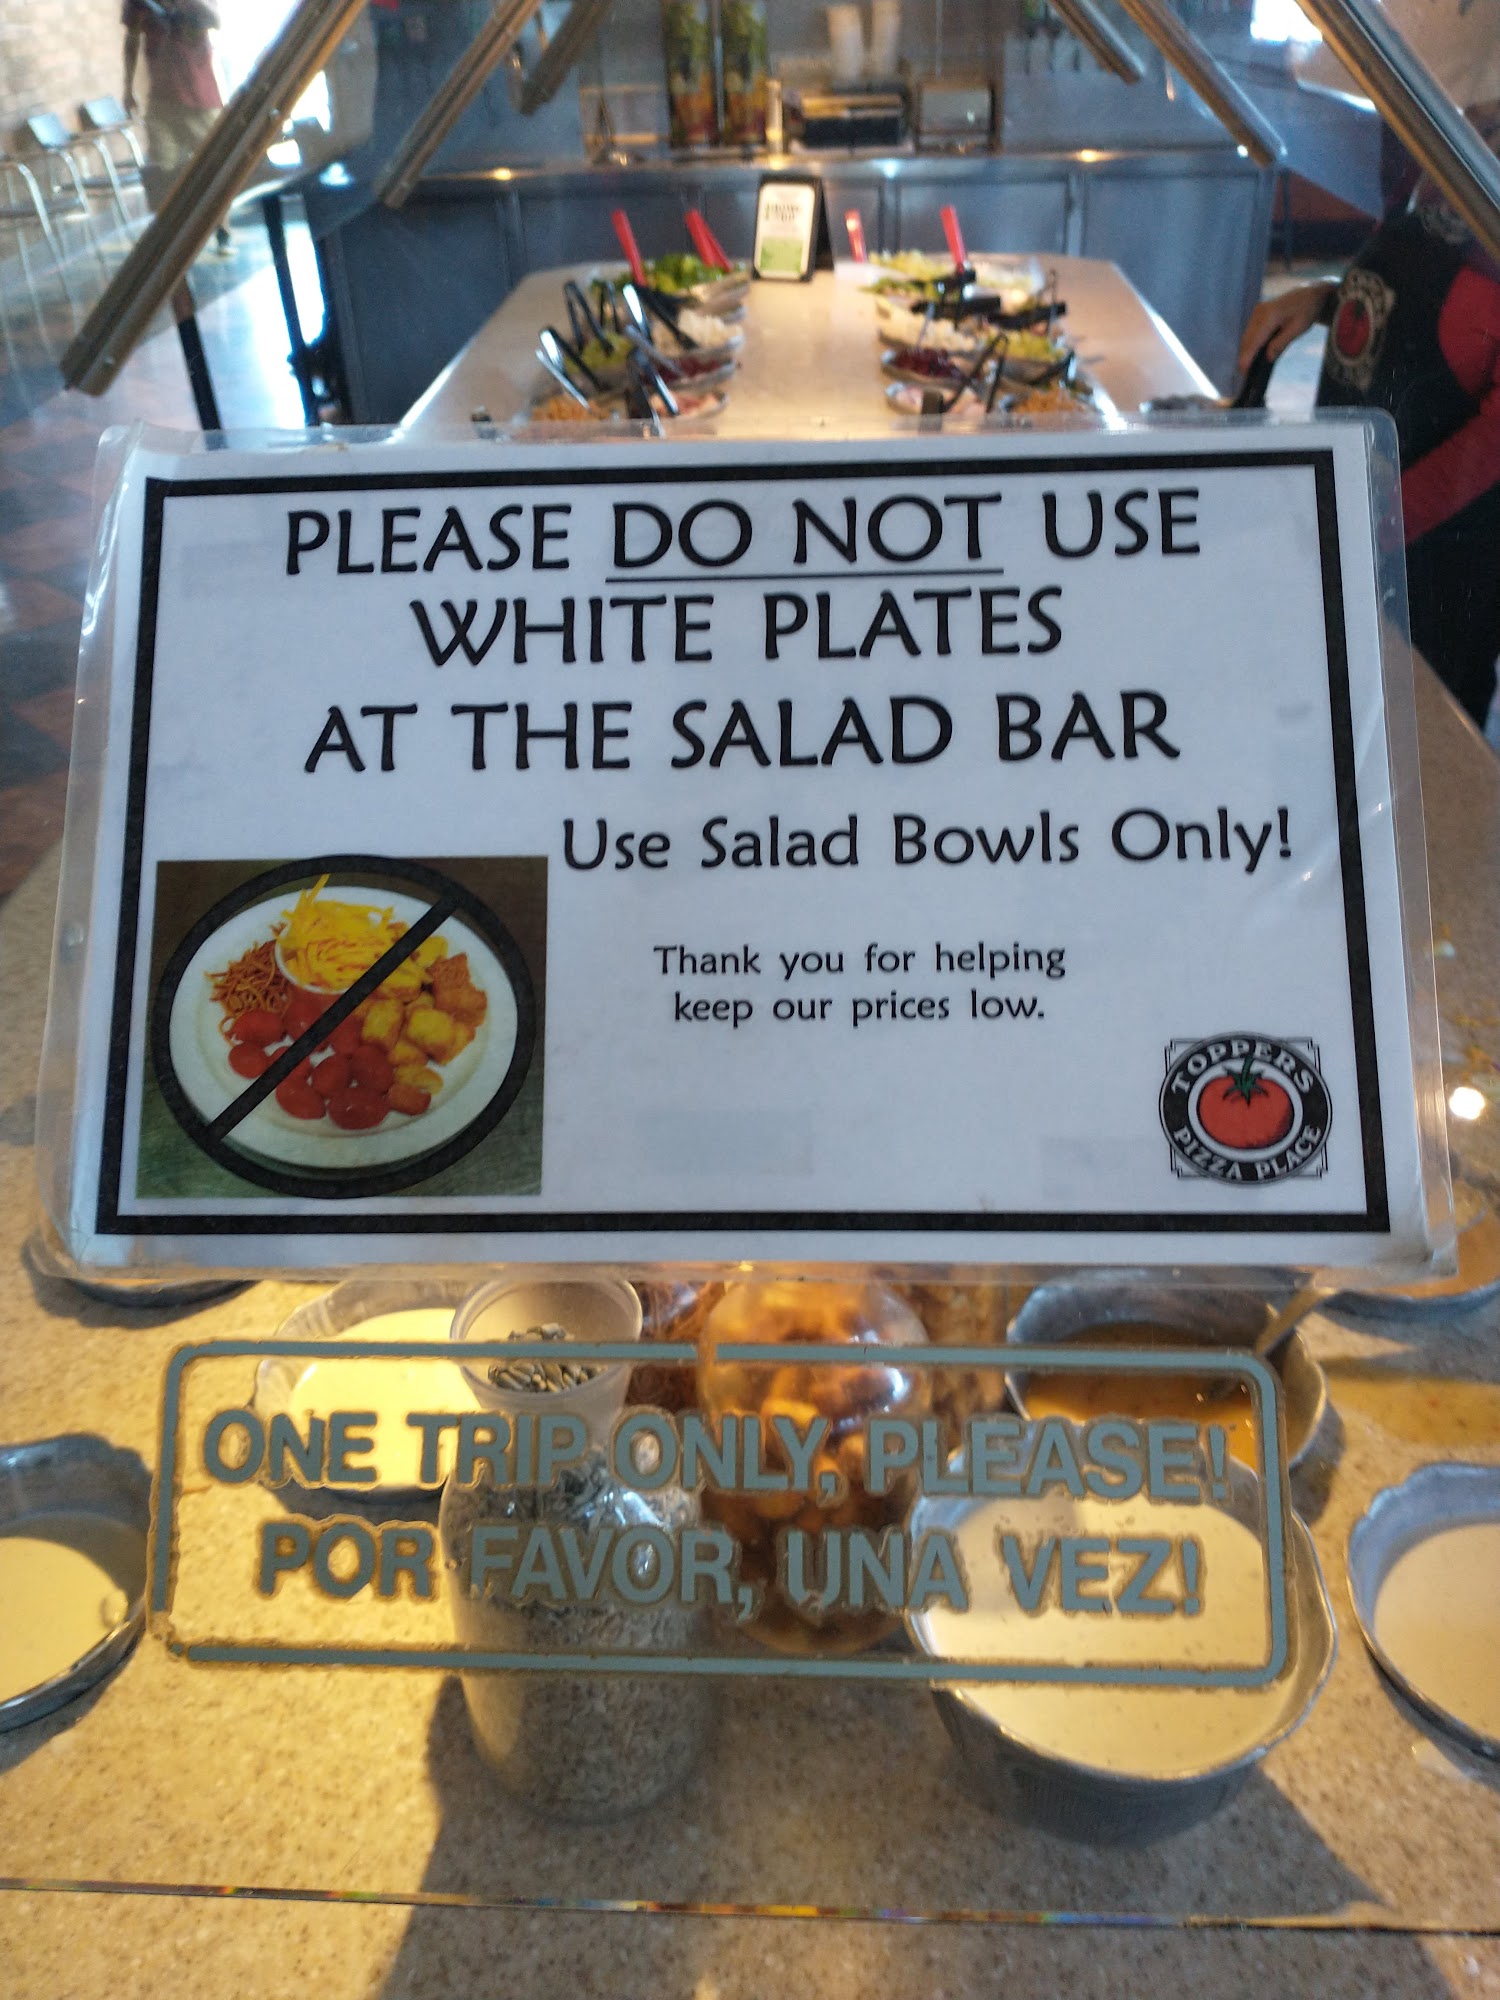 PLEASE DO NOT USE
WHITE PLATES
AT THE SALAD BAR
Use Salad Bowls Only!
Thank you for helping
keep our prices low.
TOPPERS
PIZZA PLACE
ONE TRIP ONLY, PLEASE!
POR FAVOR, UNA VEZ!